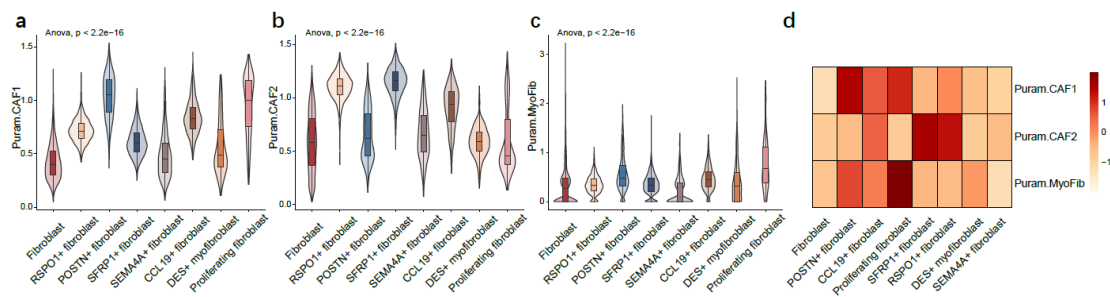 a
Anova, p < 2.2e−16
Puram.CAF1
1.5
1.0
0.5
0.0
Fibroblast
RSPO1+ fibroblast
POSTN+ fibroblast
SFRP1+ fibroblast
SEMA4A+ fibroblast
CCL19+ fibroblast
DES+ myofibroblast
Proliferating fibroblast
b
Anova, p < 2.2e−16
Puram.CAF2
1.5
1.0
0.5
0.0
Fibroblast
RSPO1+ fibroblast
POSTN+ fibroblast
SFRP1+ fibroblast
SEMA4A+ fibroblast
CCL19+ fibroblast
DES+ myofibroblast
Proliferating fibroblast
c
Anova, p < 2.2e−16
Puram.MyoFib
3
2
1
0
Fibroblast
RSPO1+ fibroblast
POSTN+ fibroblast
SFRP1+ fibroblast
SEMA4A+ fibroblast
CCL19+ fibroblast
DES+ myofibroblast
Proliferating fibroblast
d
Puram.CAF1
Puram.CAF2
Puram.MyoFib
1
0
−1
Fibroblast
POSTN+ fibroblast
CCL19+ fibroblast
Proliferating fibroblast
SFRP1+ fibroblast
RSPO1+ fibroblast
DES+ myofibroblast
SEMA4A+ fibroblast